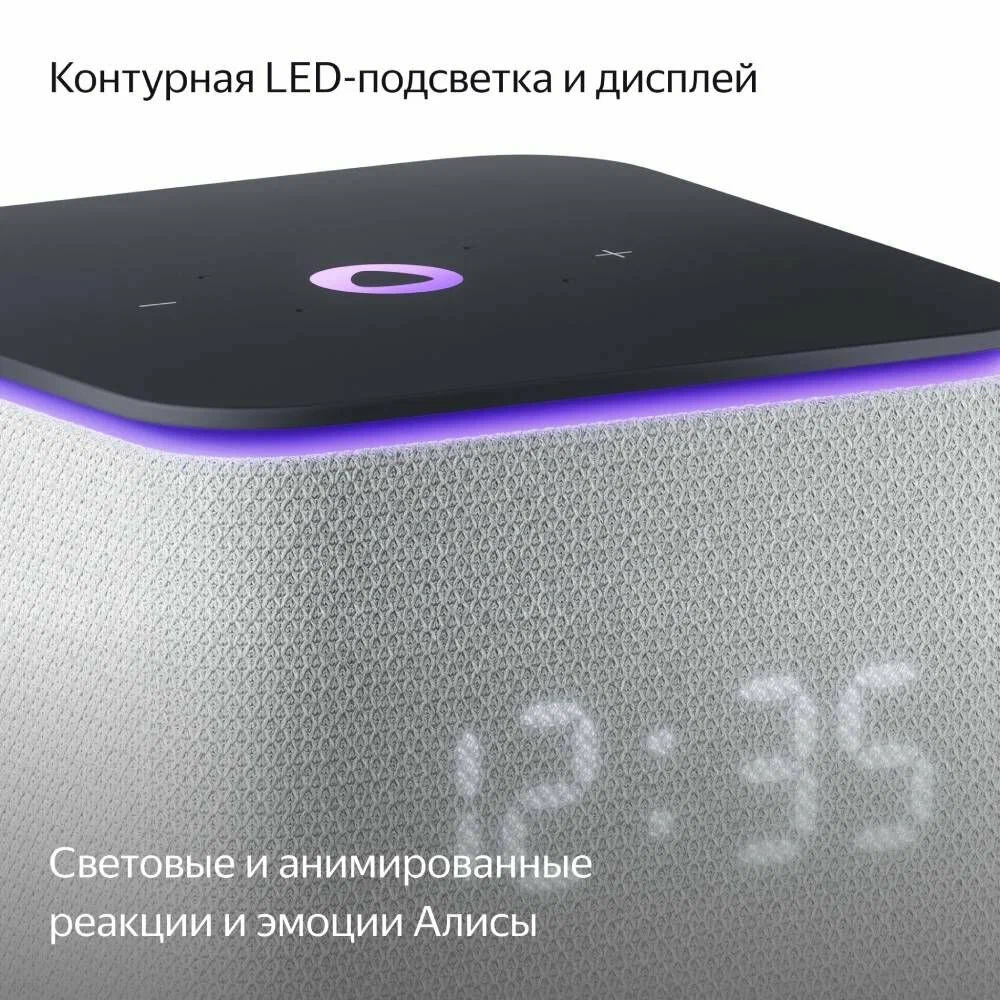 Контурная LED-подсветка и дисплей
12:35
Световые и анимированные
реакции и эмоции Алисы